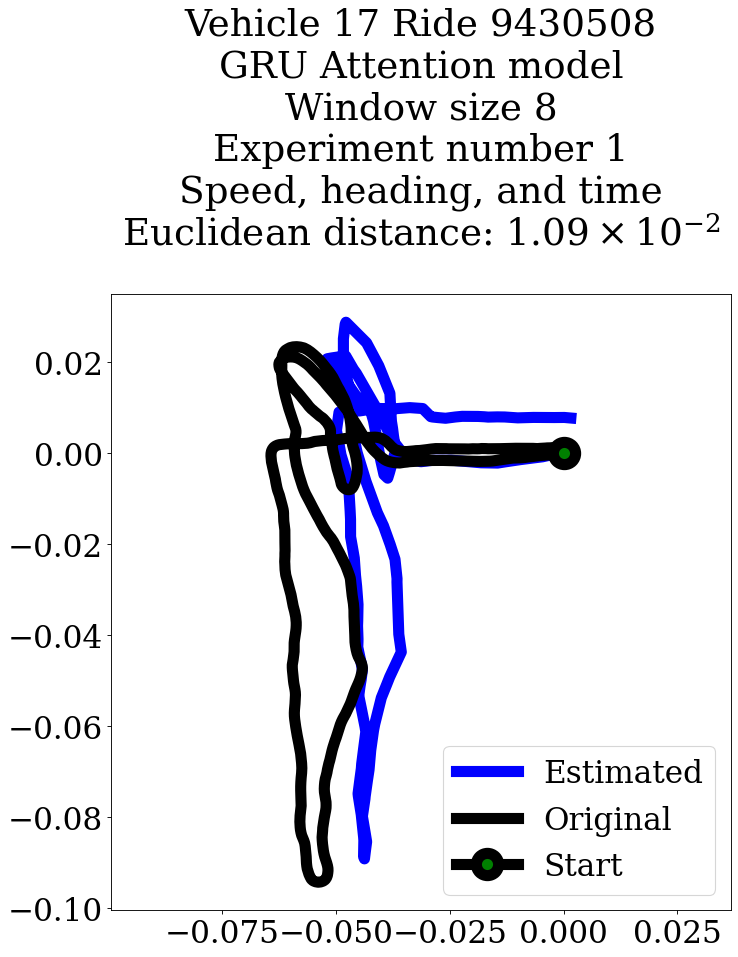 Vehicle 17 Ride 9430508
GRU Attention model
Window size 8
Experiment number 1
Speed, heading, and time
Euclidean distance: 1.09 × 10⁻²
0.02
0.00
−0.02
−0.04
−0.06
−0.08
−0.10
Estimated
Original
Start
−0.075 −0.050 −0.025 0.000 0.025